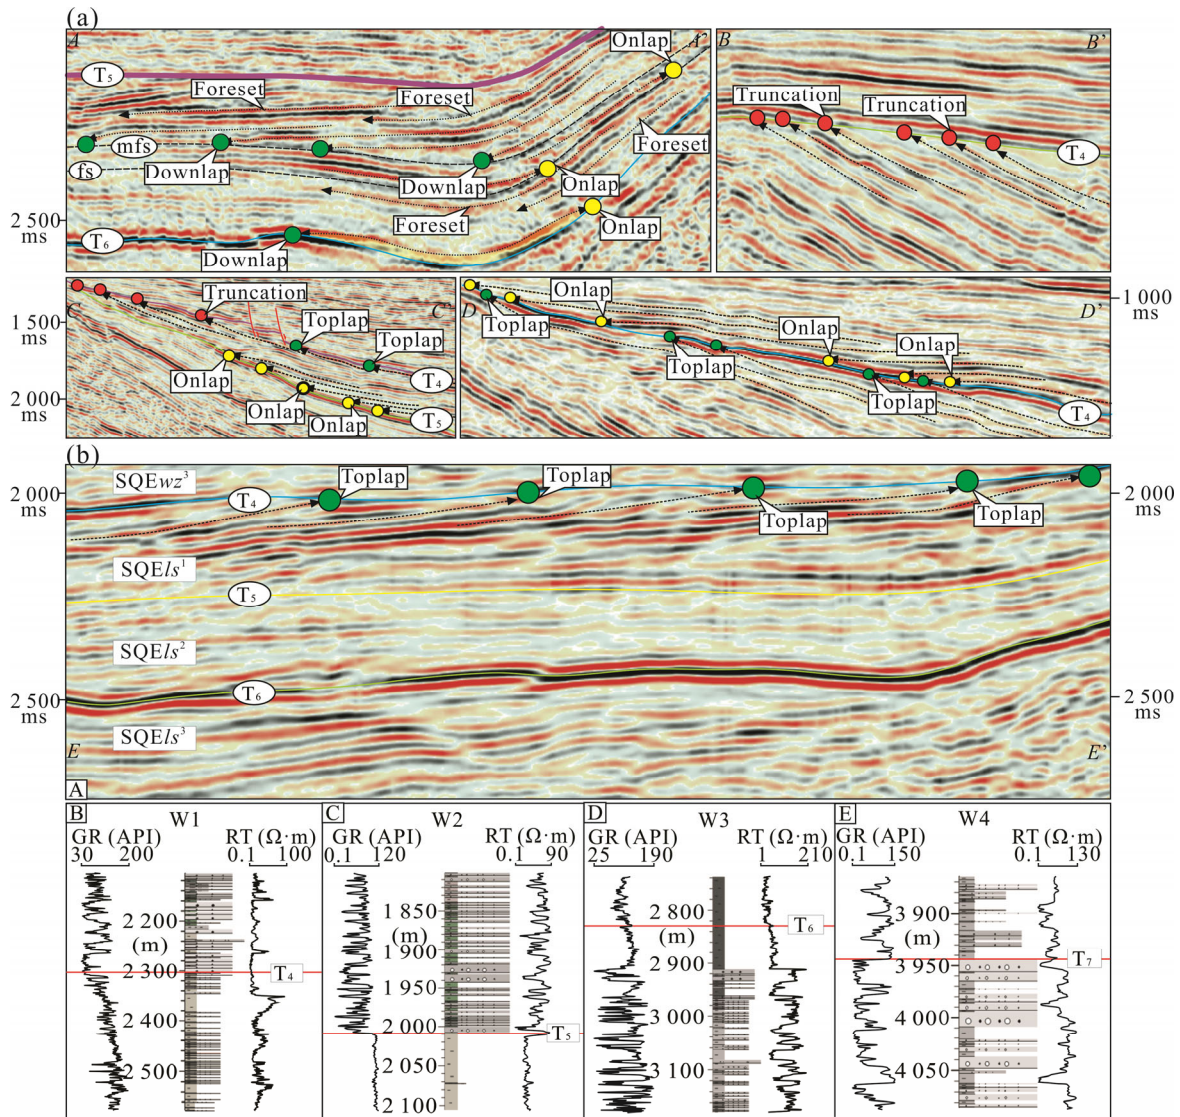 (a)
A
A'
B
B'
T5
Onlap
Foreset
Foreset
Foreset
mfs
fs
Downlap
Downlap
Onlap
Foreset
Onlap
T6
Downlap
2 500
ms
Truncation
Truncation
T4
C
C'
Truncation
Toplap
Toplap
Onlap
Onlap
Onlap
T4
T5
1 500
ms
2 000
ms
D
D'
Onlap
Toplap
Toplap
Onlap
Onlap
Toplap
T4
1 000
ms
(b)
SQEwz³
T4
Toplap
Toplap
Toplap
Toplap
2 000
ms
2 000
ms
SQEls¹
T5
SQEls²
T6
2 500
ms
2 500
ms
SQEls³
E
E'
A
B
W1
GR (API)
30 200
RT (Ω·m)
0.1 100
2 200
(m)
2 300
T4
2 400
2 500
C
W2
GR (API)
0.1 120
RT (Ω·m)
0.1 90
1 850
(m)
1 900
1 950
2 000
T5
2 050
2 100
D
W3
GR (API)
25 190
RT (Ω·m)
1 210
2 800
(m)
T6
2 900
3 000
3 100
E
W4
GR (API)
0.1 150
RT (Ω·m)
0.1 130
3 900
(m)
3 950
T7
4 000
4 050